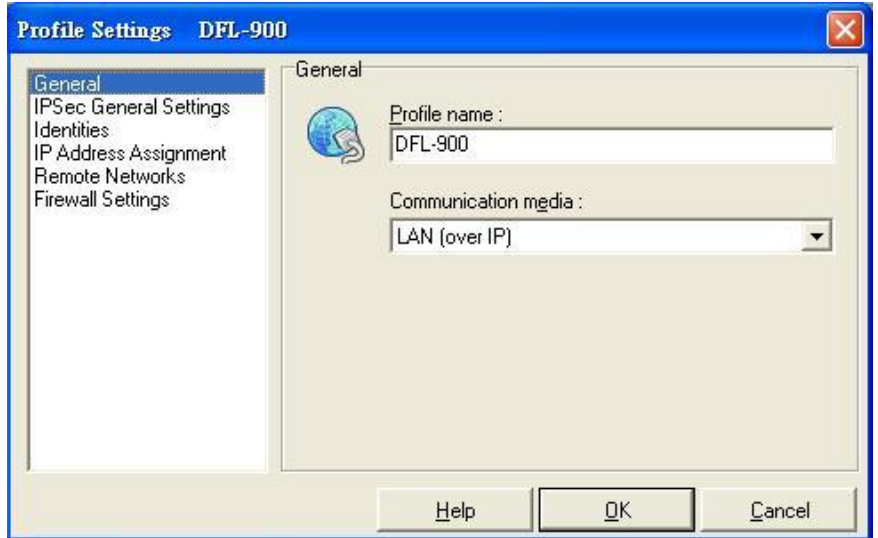 Profile Settings DFL-900
General
IPSec General Settings
Identities
IP Address Assignment
Remote Networks
Firewall Settings
General
Profile name :
DFL-900
Communication media :
LAN (over IP)
Help
OK
Cancel